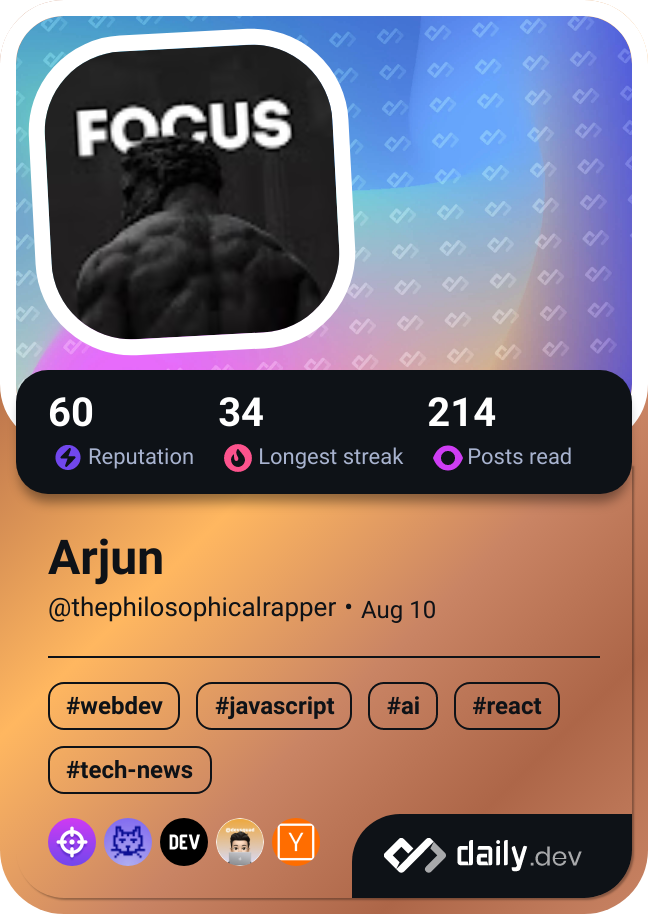 FOCUS
60 34 214
Reputation Longest streak Posts read
Arjun
@thephilosophicalrapper • Aug 10
#webdev #javascript #ai #react
#tech-news
DEV Y
daily.dev